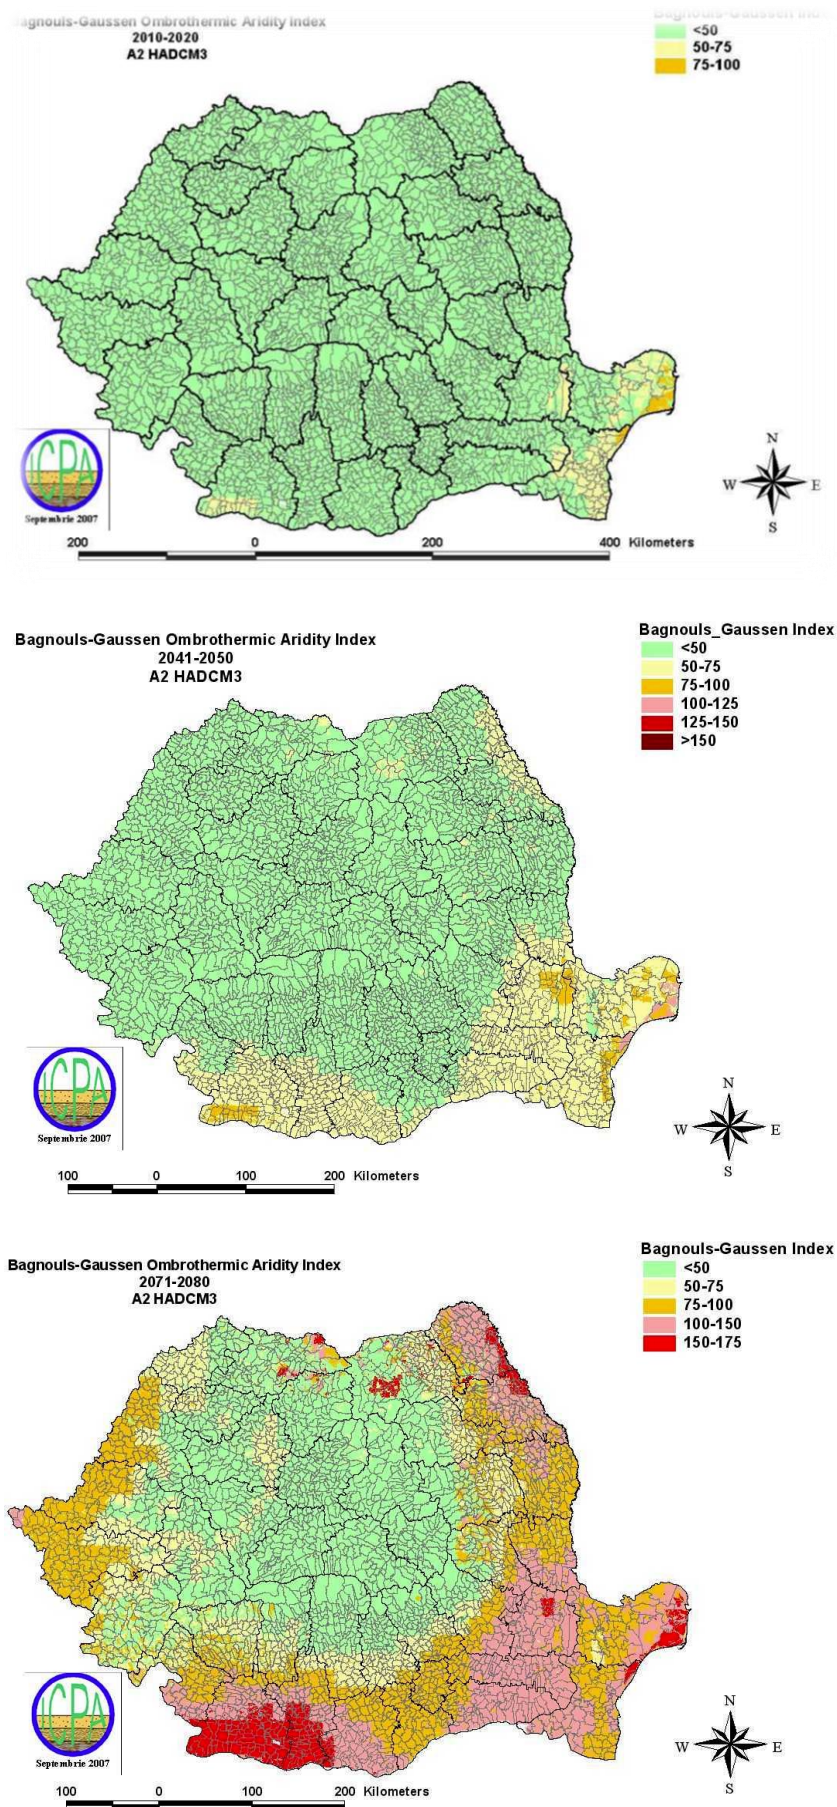 Bagnouls-Gaussen Ombrothermic Aridity Index
2010-2020
A2 HADCM3
Bagnouls-Gaussen
<50
50-75
75-100
ICPA
Septembrie 2007
N
W
E
S
200
0
200
400
Kilometers
Bagnouls-Gaussen Ombrothermic Aridity Index
2041-2050
A2 HADCM3
Bagnouls_Gaussen Index
<50
50-75
75-100
100-125
125-150
>150
ICPA
Septembrie 2007
N
W
E
S
100
0
100
200
Kilometers
Bagnouls-Gaussen Ombrothermic Aridity Index
2071-2080
A2 HADCM3
Bagnouls-Gaussen Index
<50
50-75
75-100
100-150
150-175
ICPA
Septembrie 2007
N
W
E
S
100
0
100
200
Kilometers